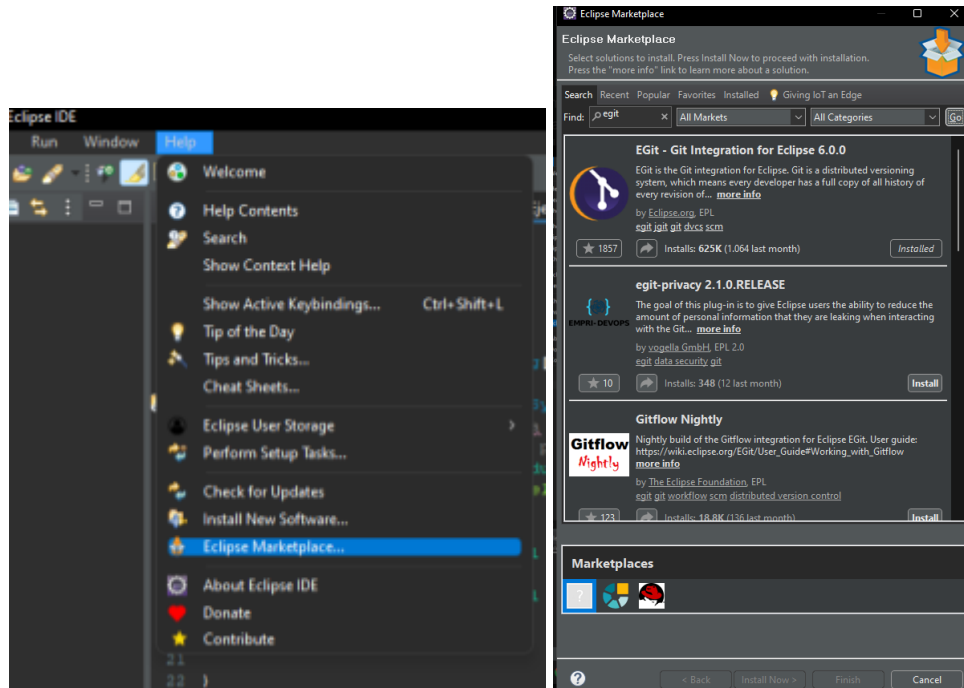 Eclipse IDE
Run Window Help
Welcome
Help Contents
Search
Show Context Help
Show Active Keybindings... Ctrl+Shift+L
Tip of the Day
Tips and Tricks...
Cheat Sheets...
Eclipse User Storage
Perform Setup Tasks...
Check for Updates
Install New Software...
Eclipse Marketplace...
About Eclipse IDE
Donate
Contribute
21
22 }
Eclipse Marketplace
Eclipse Marketplace
Select solutions to install. Press Install Now to proceed with installation.
Press the "more info" link to learn more about a solution.
Search Recent Popular Favorites Installed Giving IoT an Edge
Find: egit All Markets All Categories Go
EGit - Git Integration for Eclipse 6.0.0
EGit is the Git integration for Eclipse. Git is a distributed versioning
system, which means every developer has a full copy of all history of
every revision of... more info
by Eclipse.org, EPL
egit jgit git dvcs scm
1857 Installs: 625K (1.064 last month) Installed
egit-privacy 2.1.0.RELEASE
The goal of this plug-in is to give Eclipse users the ability to reduce the
amount of personal information that they are leaking when interacting
with the Git... more info
EMPRI-DEVOPS
by vogella GmbH, EPL 2.0
egit data security git
10 Installs: 348 (12 last month) Install
Gitflow Nightly
Gitflow
Nightly
Nightly build of the Gitflow integration for Eclipse EGit. User guide:
https://wiki.eclipse.org/EGit/User_Guide#Working_with_Gitflow
more info
by The Eclipse Foundation, EPL
egit git workflow scm distributed version control
123 Installs: 18.8K (136 last month) Install
Marketplaces
?
? < Back Install Now > Finish Cancel